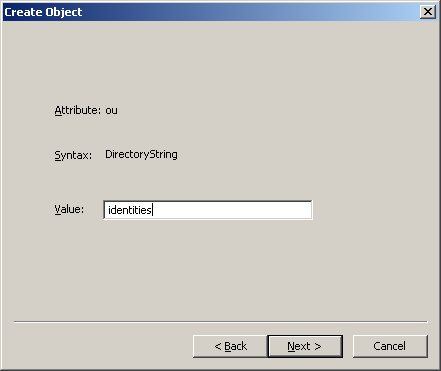 Create Object
Attribute: ou
Syntax: DirectoryString
Value: identities
< Back Next > Cancel